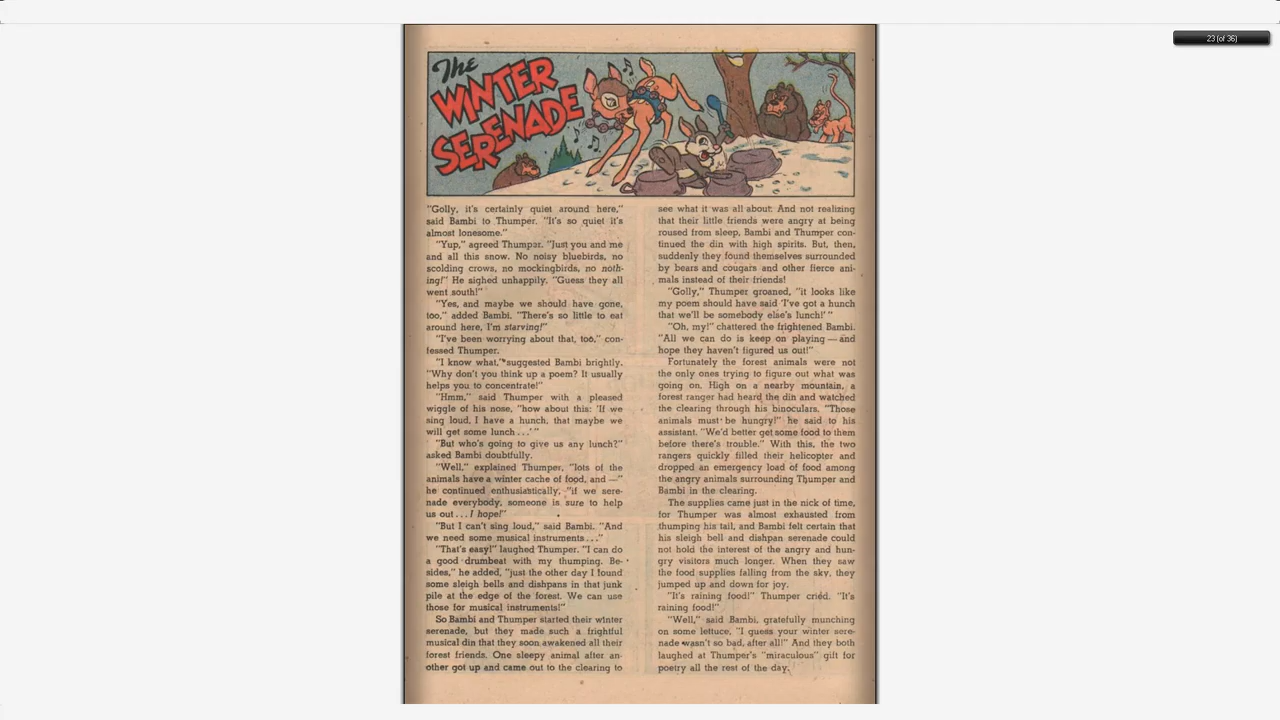 23 (of 36)
The
WINTER
SERENADE
"Golly, it's certainly quiet around here,"
said Bambi to Thumper. "It's so quiet it's
almost lonesome."
"Yup," agreed Thumper. "Just you and me
and all this snow. No noisy bluebirds, no
scolding crows, no mockingbirds, no noth-
ing!" He sighed unhappily, "Guess they all
went south!"
"Yes, and maybe we should have gone,
too," added Bambi. "There's so little to eat
around here, I'm starving!"
"I've been worrying about that, too," con-
fessed Thumper.
"I know what," suggested Bambi brightly.
"Why don't you think up a poem? It usually
helps you to concentrate!"
"Hmm," said Thumper with a pleased
wiggle of his nose, "how about this: 'If we
sing loud, I have a hunch, that maybe we
will get some lunch . . .' "
"But who's going to give us any lunch?"
asked Bambi doubtfully.
"Well," explained Thumper, "lots of the
animals have a winter cache of food, and —"
he continued enthusiastically, "if we sere-
nade everybody, someone is sure to help
us out . . . I hope!"
"But I can't sing loud," said Bambi. "And
we need some musical instruments . . ."
"That's easy!" laughed Thumper. "I can do
a good drumbeat with my thumping. Be-
sides," he added, "just the other day I found
some sleigh bells and dishpans in that junk
pile at the edge of the forest. We can use
those for musical instruments!"
So Bambi and Thumper started their winter
serenade, but they made such a frightful
musical din that they soon awakened all their
forest friends. One sleepy animal after an-
other got up and came out to the clearing to
see what it was all about. And not realizing
that their little friends were angry at being
roused from sleep, Bambi and Thumper con-
tinued the din with high spirits. But, then,
suddenly they found themselves surrounded
by bears and cougars and other fierce ani-
mals instead of their friends!
"Golly," Thumper groaned, "it looks like
my poem should have said 'I've got a hunch
that we'll be somebody else's lunch!' "
"Oh, my!" chattered the frightened Bambi.
"All we can do is keep on playing — and
hope they haven't figured us out!"
Fortunately the forest animals were not
the only ones trying to figure out what was
going on. High on a nearby mountain, a
forest ranger had heard the din and watched
the clearing through his binoculars. "Those
animals must be hungry!" he said to his
assistant. "We'd better get some food to them
before there's trouble." With this, the two
rangers quickly filled their helicopter and
dropped an emergency load of food among
the angry animals surrounding Thumper and
Bambi in the clearing.
The supplies came just in the nick of time,
for Thumper was almost exhausted from
thumping his tail, and Bambi felt certain that
his sleigh bell and dishpan serenade could
not hold the interest of the angry and hun-
gry visitors much longer. When they saw
the food supplies falling from the sky, they
jumped up and down for joy.
"It's raining food!" Thumper cried. "It's
raining food!"
"Well," said Bambi, gratefully munching
on some lettuce, "I guess your winter sere-
nade wasn't so bad, after all!" And they both
laughed at Thumper's "miraculous" gift for
poetry all the rest of the day.